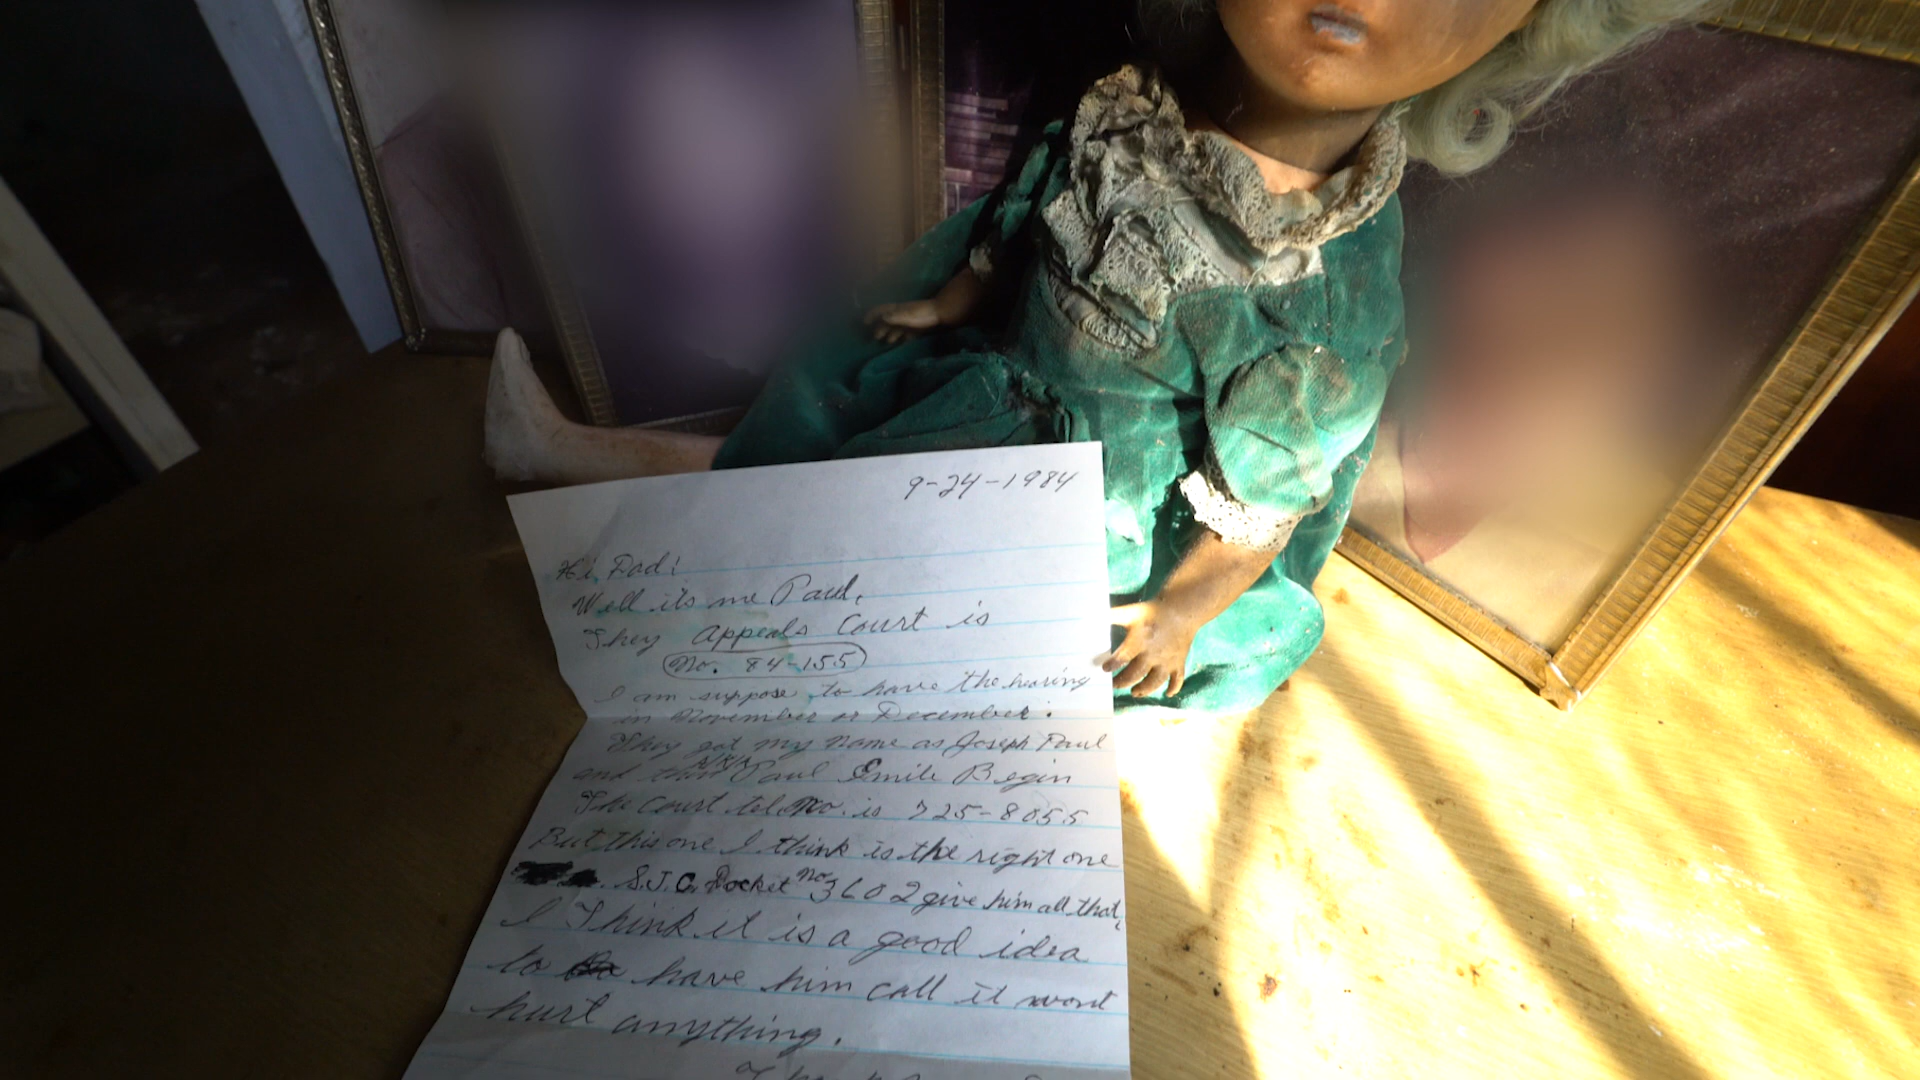 9-24-1984
Hi, Dad!
Well its me Paul,
They Appeals Court is
No. 84-155
I am suppose to have the hearing
in November or December.
They got my name as Joseph Paul
A/K/A
and then Paul Emile Begin
The Court tel No. is 725-8055
But this one I think is the right one
S.J.C. Docket No 3602 give him all that,
I Think it is a good idea
to have him call it wont
hurt anything.